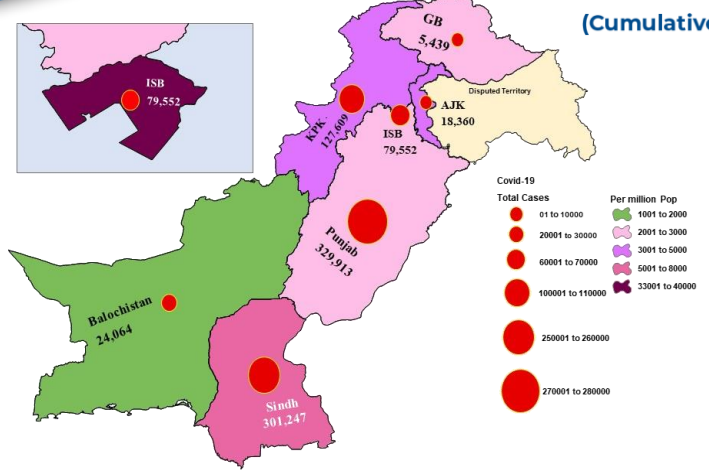 (Cumulative
GB
5,439
ISB
79,552
Disputed Territory
AJK
18,360
KPK.
127,609
ISB
79,552
Punjab
329,913
Balochistan
24,064
Sindh
301,247
Covid-19
Total Cases
01 to 10000
20001 to 30000
60001 to 70000
100001 to 110000
250001 to 260000
270001 to 280000
Per million Pop
1001 to 2000
2001 to 3000
3001 to 5000
5001 to 8000
33001 to 40000